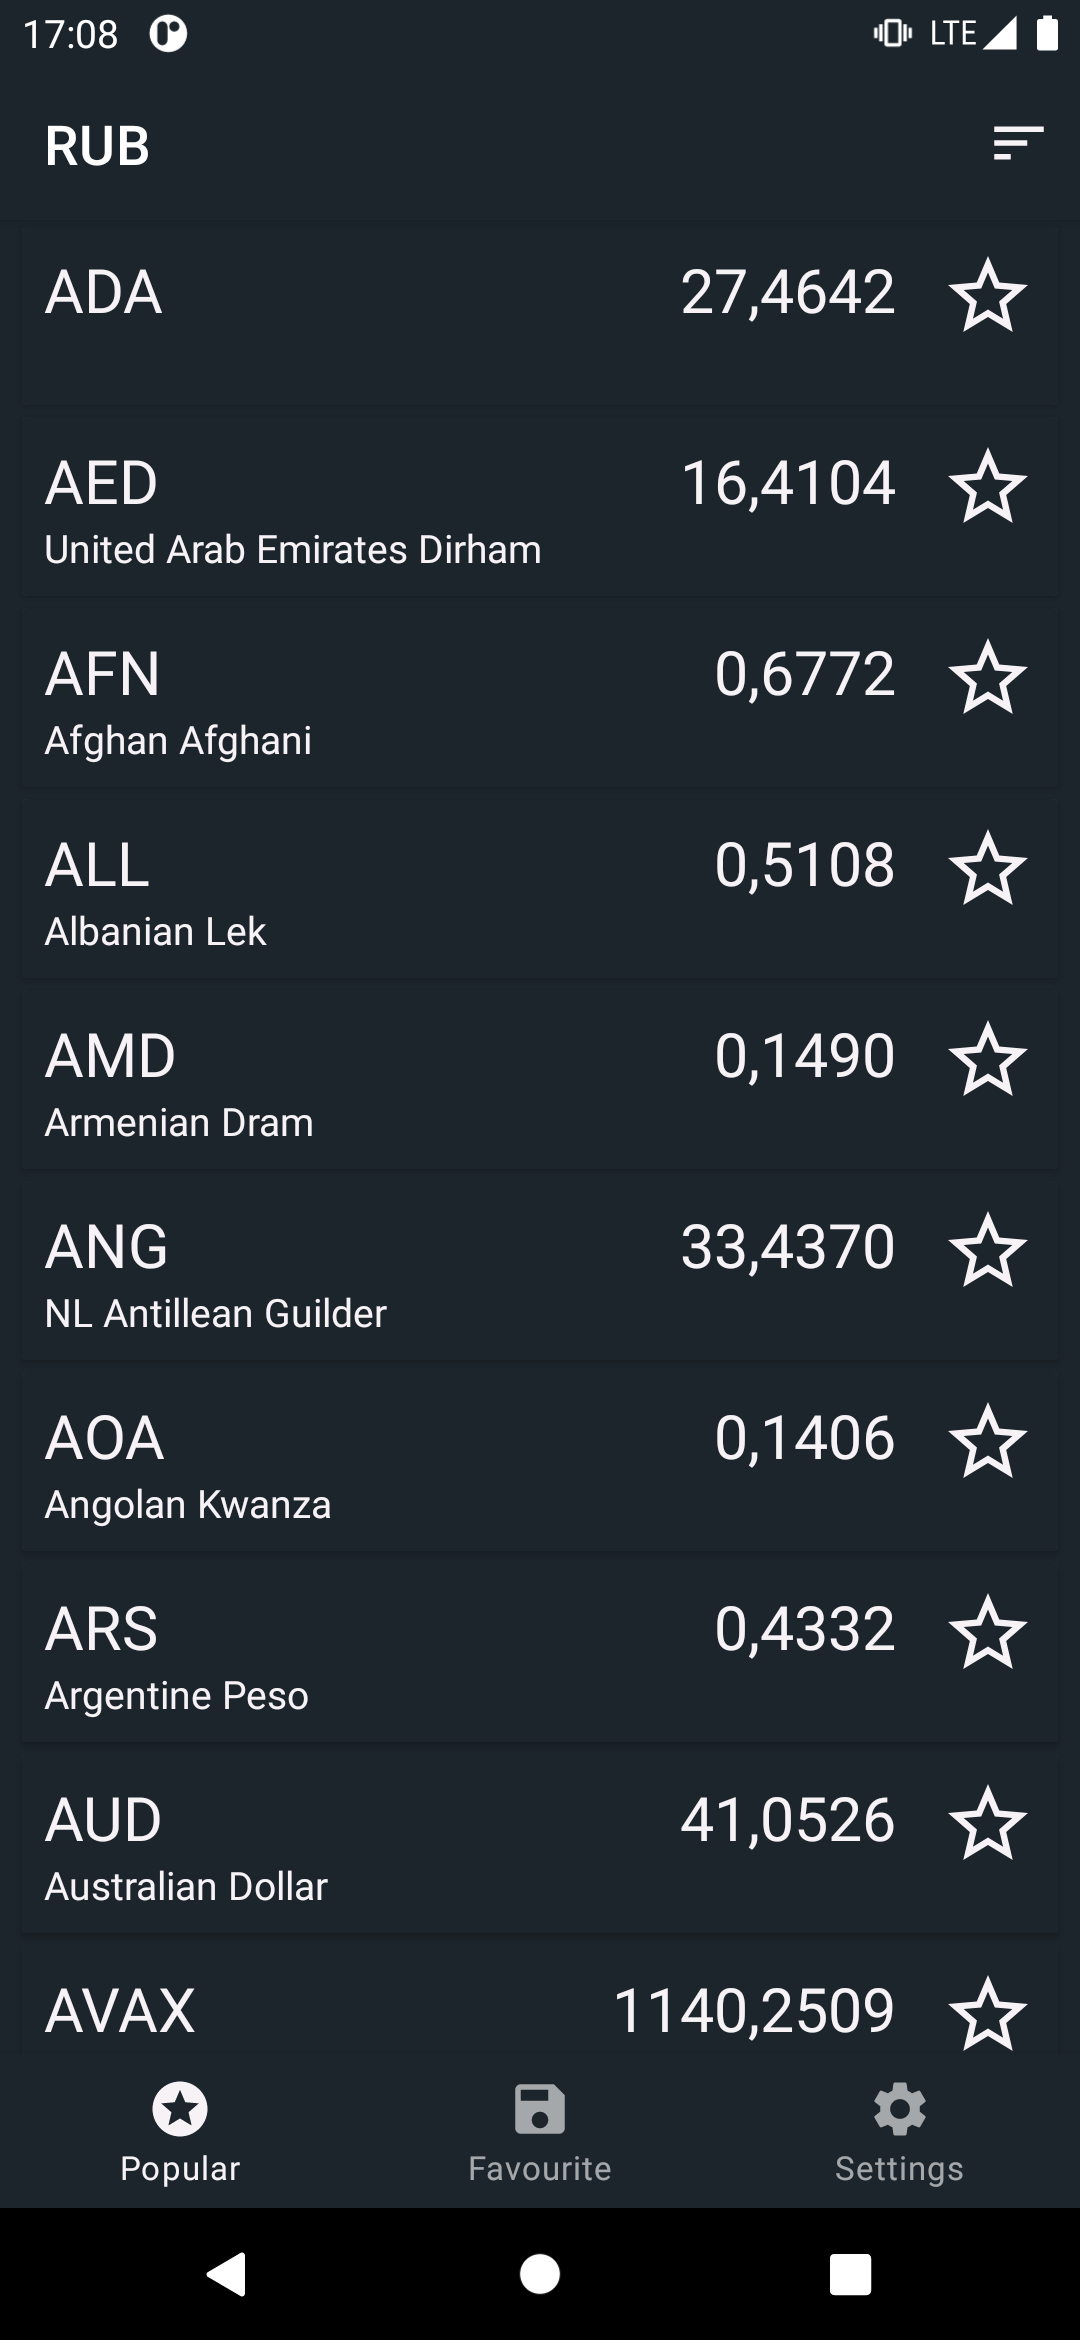 17:08 LTE
RUB
ADA 27,4642
AED 16,4104
United Arab Emirates Dirham
AFN 0,6772
Afghan Afghani
ALL 0,5108
Albanian Lek
AMD 0,1490
Armenian Dram
ANG 33,4370
NL Antillean Guilder
AOA 0,1406
Angolan Kwanza
ARS 0,4332
Argentine Peso
AUD 41,0526
Australian Dollar
AVAX 1140,2509
Popular Favourite Settings